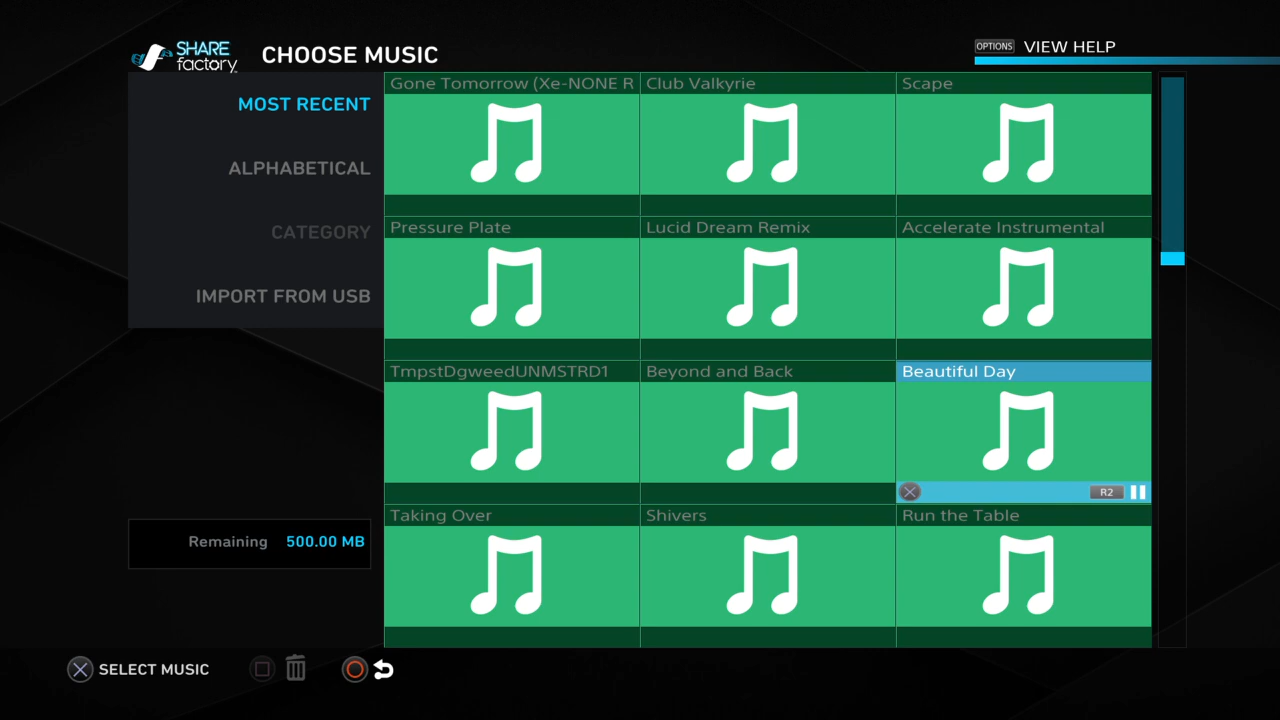 SHARE
factory™
CHOOSE MUSIC
OPTIONS VIEW HELP
MOST RECENT
ALPHABETICAL
CATEGORY
IMPORT FROM USB
Remaining 500.00 MB
Gone Tomorrow (Xe-NONE R
Club Valkyrie
Scape
Pressure Plate
Lucid Dream Remix
Accelerate Instrumental
TmpstDgweedUNMSTRD1
Beyond and Back
Beautiful Day
R2
Taking Over
Shivers
Run the Table
SELECT MUSIC